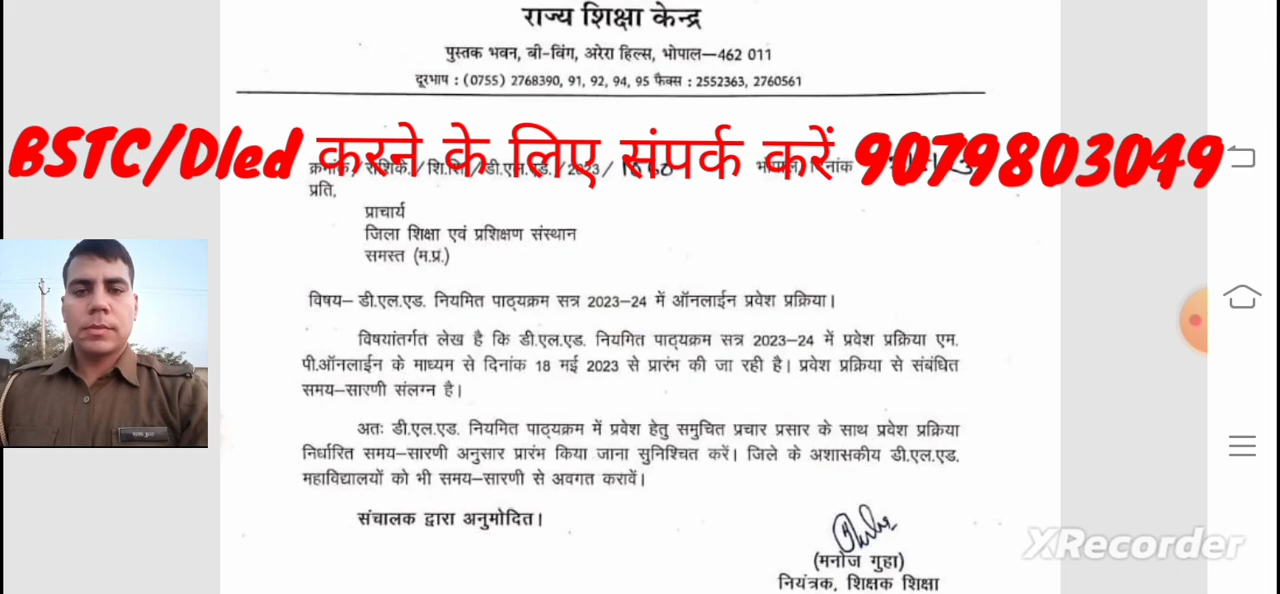 राज्य शिक्षा केन्द्र
पुस्तक भवन, बी-विंग, अरेरा हिल्स, भोपाल—462 011
दूरभाष : (0755) 2768390, 91, 92, 94, 95 फैक्स : 2552363, 2760561
BSTC/Dled करने के लिए संपर्क करें 9079803049
क्रमांक/ राशिके./ शि.शि./ डी.एल.एड./ 2023/ भोपाल, दिनांक
प्रति,
प्राचार्य
जिला शिक्षा एवं प्रशिक्षण संस्थान
समस्त (म.प्र.)
विषय– डी.एल.एड. नियमित पाठ्यक्रम सत्र 2023–24 में ऑनलाईन प्रवेश प्रक्रिया।
विषयांतर्गत लेख है कि डी.एल.एड. नियमित पाठ्यक्रम सत्र 2023–24 में प्रवेश प्रक्रिया एम.
पी.ऑनलाईन के माध्यम से दिनांक 18 मई 2023 से प्रारंभ की जा रही है। प्रवेश प्रक्रिया से संबंधित
समय–सारणी संलग्न है।
अतः डी.एल.एड. नियमित पाठ्यक्रम में प्रवेश हेतु समुचित प्रचार प्रसार के साथ प्रवेश प्रक्रिया
निर्धारित समय–सारणी अनुसार प्रारंभ किया जाना सुनिश्चित करें। जिले के अशासकीय डी.एल.एड.
महाविद्यालयों को भी समय–सारणी से अवगत करावें।
संचालक द्वारा अनुमोदित।
(मनोज गुहा)
नियंत्रक, शिक्षक शिक्षा
XRecorder